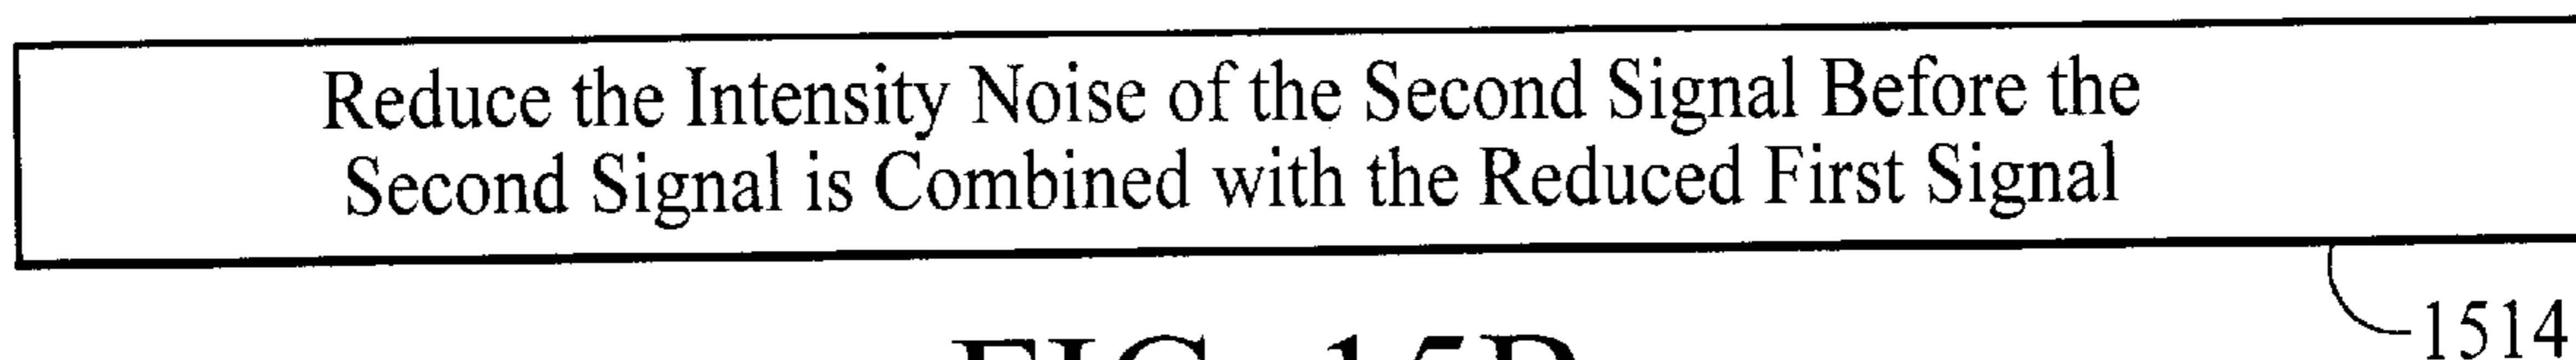 Reduce the Intensity Noise of the Second Signal Before the
Second Signal is Combined with the Reduced First Signal
1514